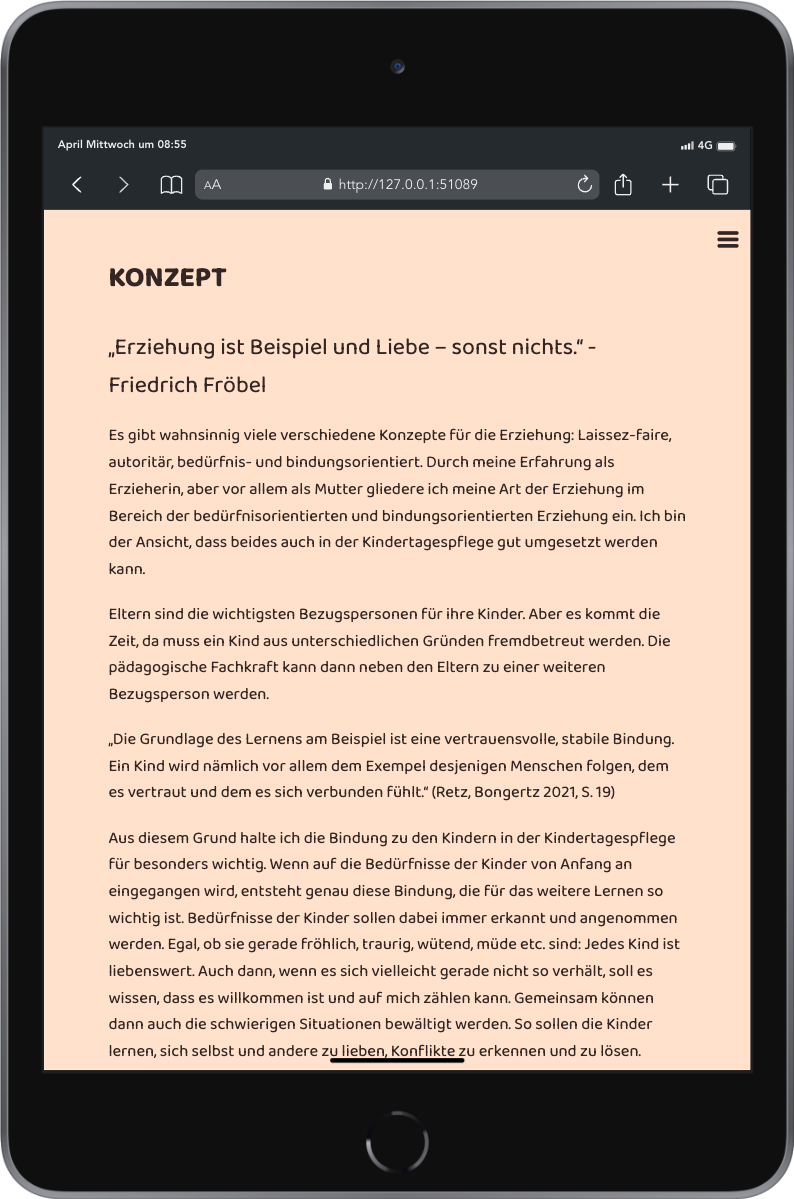 April Mittwoch um 08:55
4G
AA
http://127.0.0.1:51089
KONZEPT
„Erziehung ist Beispiel und Liebe – sonst nichts.“ -
Friedrich Fröbel
Es gibt wahnsinnig viele verschiedene Konzepte für die Erziehung: Laissez-faire,
autoritär, bedürfnis- und bindungsorientiert. Durch meine Erfahrung als
Erzieherin, aber vor allem als Mutter gliedere ich meine Art der Erziehung im
Bereich der bedürfnisorientierten und bindungsorientierten Erziehung ein. Ich bin
der Ansicht, dass beides auch in der Kindertagespflege gut umgesetzt werden
kann.
Eltern sind die wichtigsten Bezugspersonen für ihre Kinder. Aber es kommt die
Zeit, da muss ein Kind aus unterschiedlichen Gründen fremdbetreut werden. Die
pädagogische Fachkraft kann dann neben den Eltern zu einer weiteren
Bezugsperson werden.
„Die Grundlage des Lernens am Beispiel ist eine vertrauensvolle, stabile Bindung.
Ein Kind wird nämlich vor allem dem Exempel desjenigen Menschen folgen, dem
es vertraut und dem es sich verbunden fühlt.“ (Retz, Bongertz 2021, S. 19)
Aus diesem Grund halte ich die Bindung zu den Kindern in der Kindertagespflege
für besonders wichtig. Wenn auf die Bedürfnisse der Kinder von Anfang an
eingegangen wird, entsteht genau diese Bindung, die für das weitere Lernen so
wichtig ist. Bedürfnisse der Kinder sollen dabei immer erkannt und angenommen
werden. Egal, ob sie gerade fröhlich, traurig, wütend, müde etc. sind: Jedes Kind ist
liebenswert. Auch dann, wenn es sich vielleicht gerade nicht so verhält, soll es
wissen, dass es willkommen ist und auf mich zählen kann. Gemeinsam können
dann auch die schwierigen Situationen bewältigt werden. So sollen die Kinder
lernen, sich selbst und andere zu lieben, Konflikte zu erkennen und zu lösen.